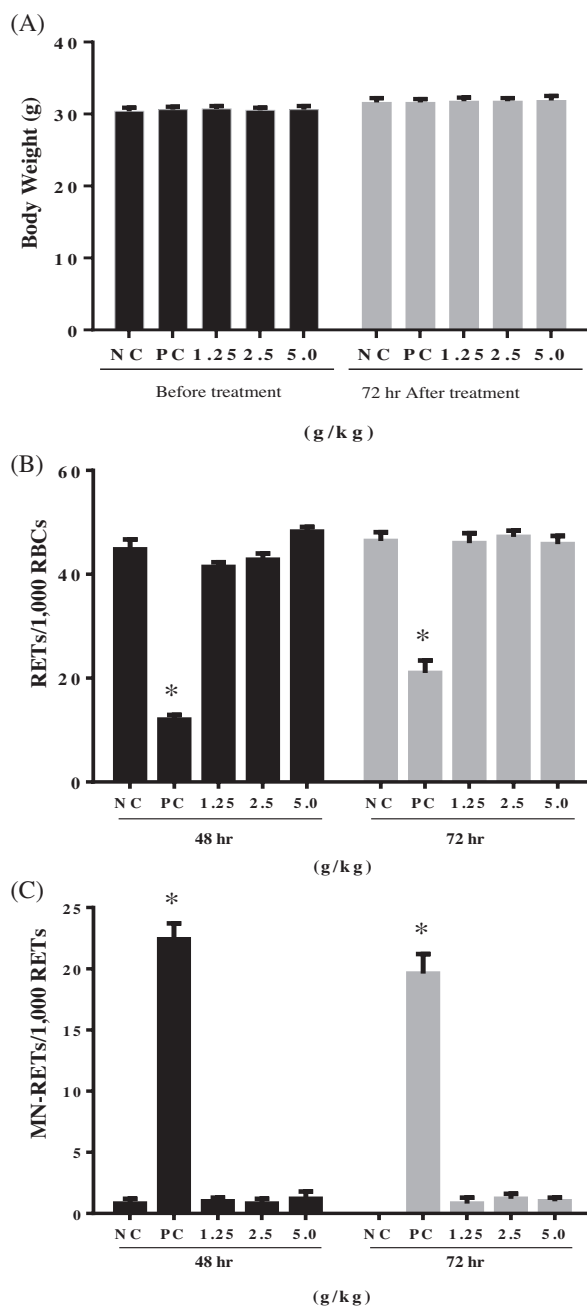 (A)
Body Weight (g)
40
30
20
10
0
NC PC 1.25 2.5 5.0 NC PC 1.25 2.5 5.0
Before treatment 72 hr After treatment
(g/kg)
(B)
RETs/1,000 RBCs
60
40
20
0
* *
NC PC 1.25 2.5 5.0 NC PC 1.25 2.5 5.0
48 hr 72 hr
(g/kg)
(C)
MN-RETs/1,000 RETs
25
20
15
10
5
0
* *
NC PC 1.25 2.5 5.0 NC PC 1.25 2.5 5.0
48 hr 72 hr
(g/kg)